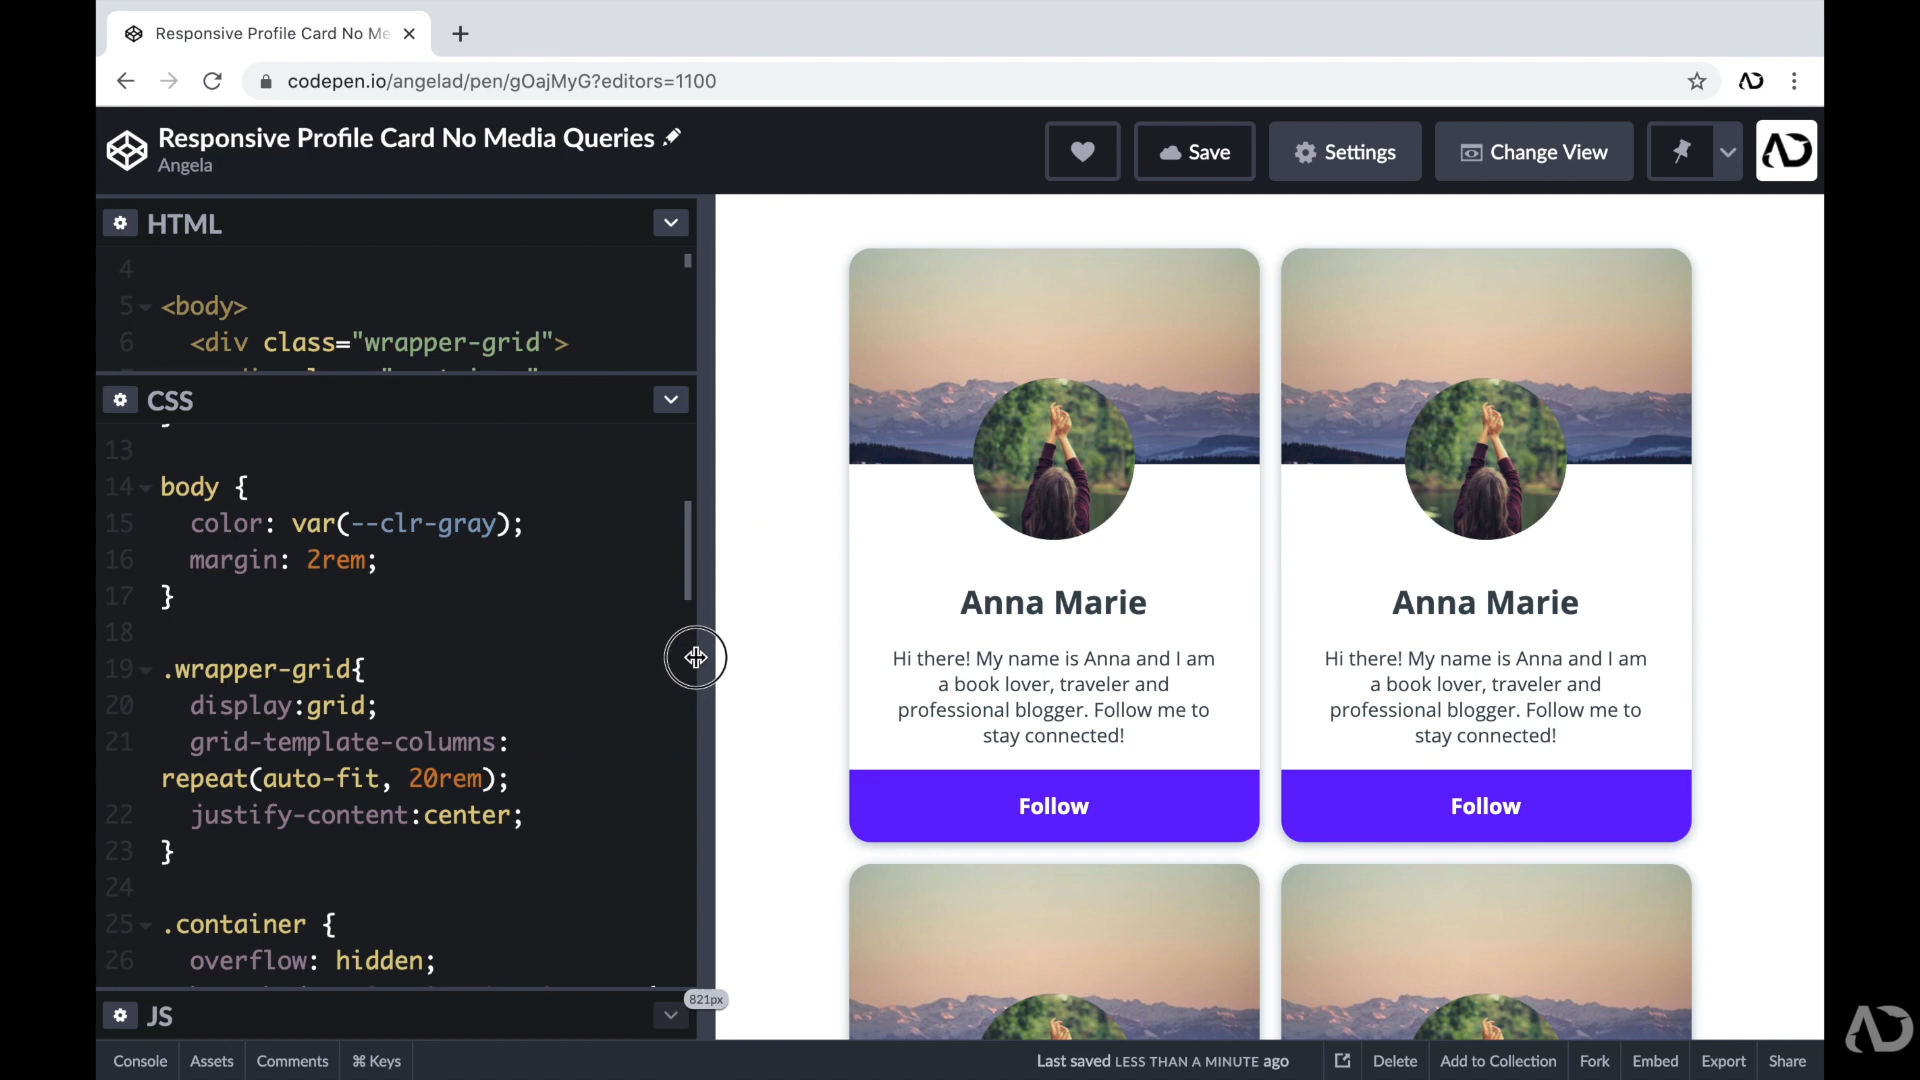 Responsive Profile Card No Me
codepen.io/angelad/pen/gOajMyG?editors=1100
Responsive Profile Card No Media Queries
Angela
Save
Settings
Change View
HTML
4
5 <body>
6 <div class="wrapper-grid">
CSS
13
14 body {
15 color: var(--clr-gray);
16 margin: 2rem;
17 }
18
19 .wrapper-grid{
20 display:grid;
21 grid-template-columns:
repeat(auto-fit, 20rem);
22 justify-content:center;
23 }
24
25 .container {
26 overflow: hidden;
JS
821px
Anna Marie
Hi there! My name is Anna and I am
a book lover, traveler and
professional blogger. Follow me to
stay connected!
Follow
Anna Marie
Hi there! My name is Anna and I am
a book lover, traveler and
professional blogger. Follow me to
stay connected!
Follow
Console Assets Comments ⌘ Keys
Last saved LESS THAN A MINUTE ago
Delete Add to Collection Fork Embed Export Share